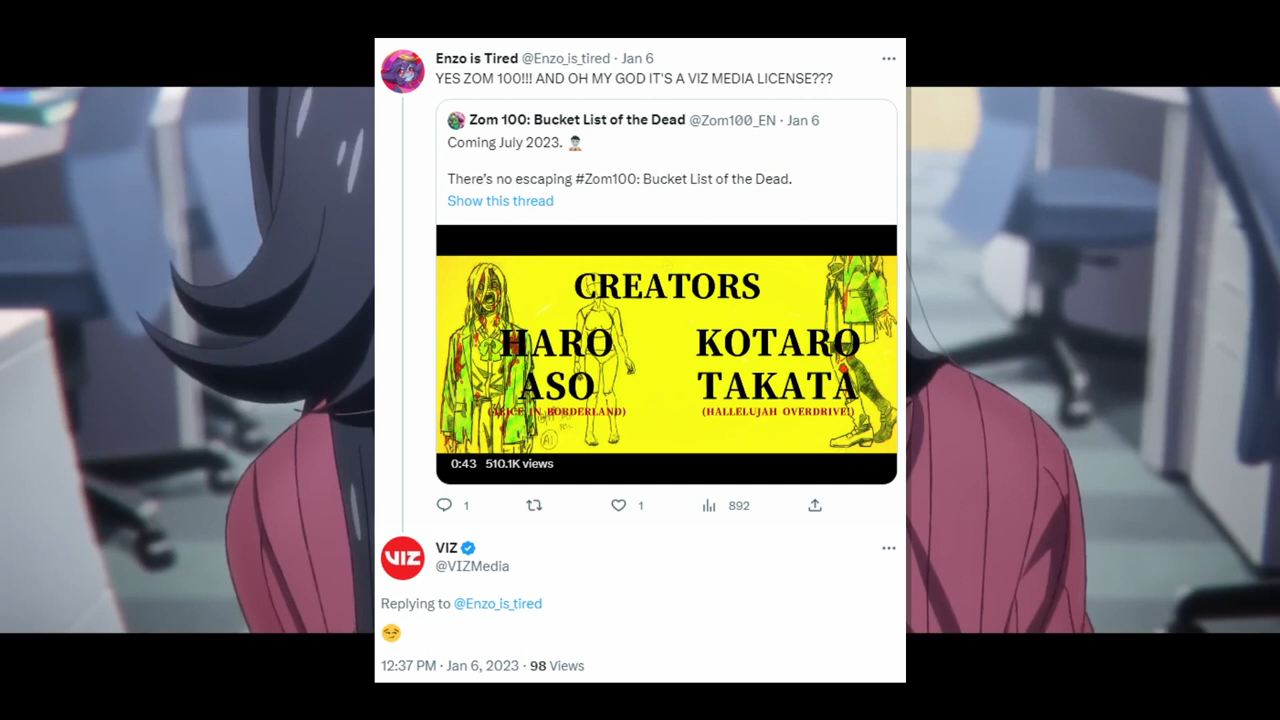 Enzo is Tired @Enzo_is_tired · Jan 6
YES ZOM 100!!! AND OH MY GOD IT'S A VIZ MEDIA LICENSE???
Zom 100: Bucket List of the Dead @Zom100_EN · Jan 6
Coming July 2023.
There's no escaping #Zom100: Bucket List of the Dead.
Show this thread
CREATORS
HARO
ASO
(ALICE IN BORDERLAND)
KOTARO
TAKATA
(HALLELUJAH OVERDRIVE!)
0:43 510.1K views
1 1 892
VIZ
VIZ
@VIZMedia
Replying to @Enzo_is_tired
12:37 PM · Jan 6, 2023 · 98 Views